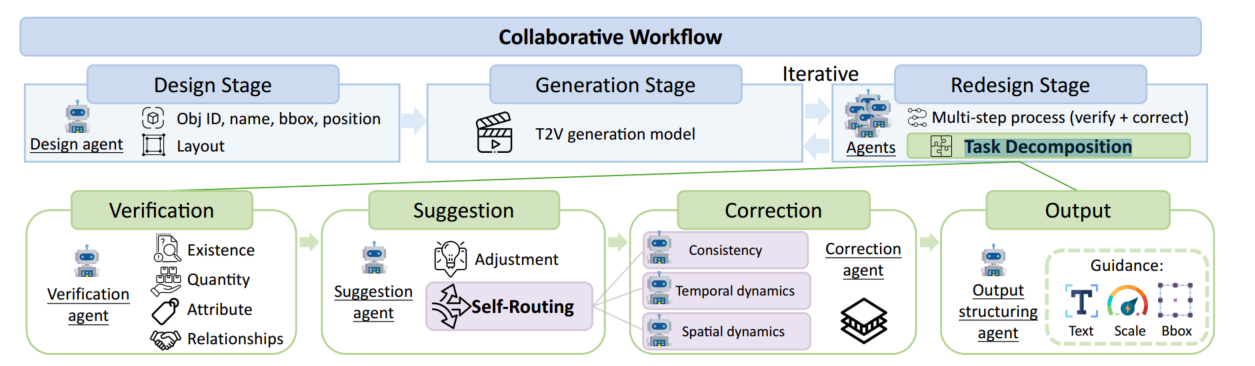 Collaborative Workflow
Design Stage
Design agent
Obj ID, name, bbox, position
Layout
Generation Stage
T2V generation model
Iterative
Redesign Stage
Agents
Multi-step process (verify + correct)
Task Decomposition
Verification
Verification
agent
Existence
Quantity
Attribute
Relationships
Suggestion
Suggestion
agent
Adjustment
Self-Routing
Correction
Consistency
Temporal dynamics
Spatial dynamics
Correction
agent
Output
Output
structuring
agent
Guidance:
T
Text
Scale
Bbox